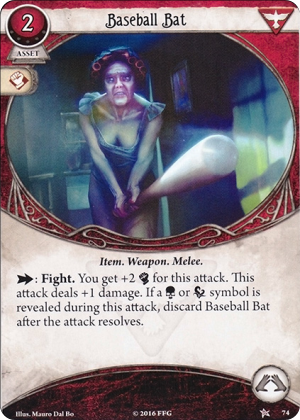 2
Baseball Bat
ASSET
Item. Weapon. Melee.
: Fight. You get +2 for this attack. This
attack deals +1 damage. If a or symbol is
revealed during this attack, discard Baseball Bat
after the attack resolves.
Illus. Mauro Dal Bo
© 2016 FFG
74